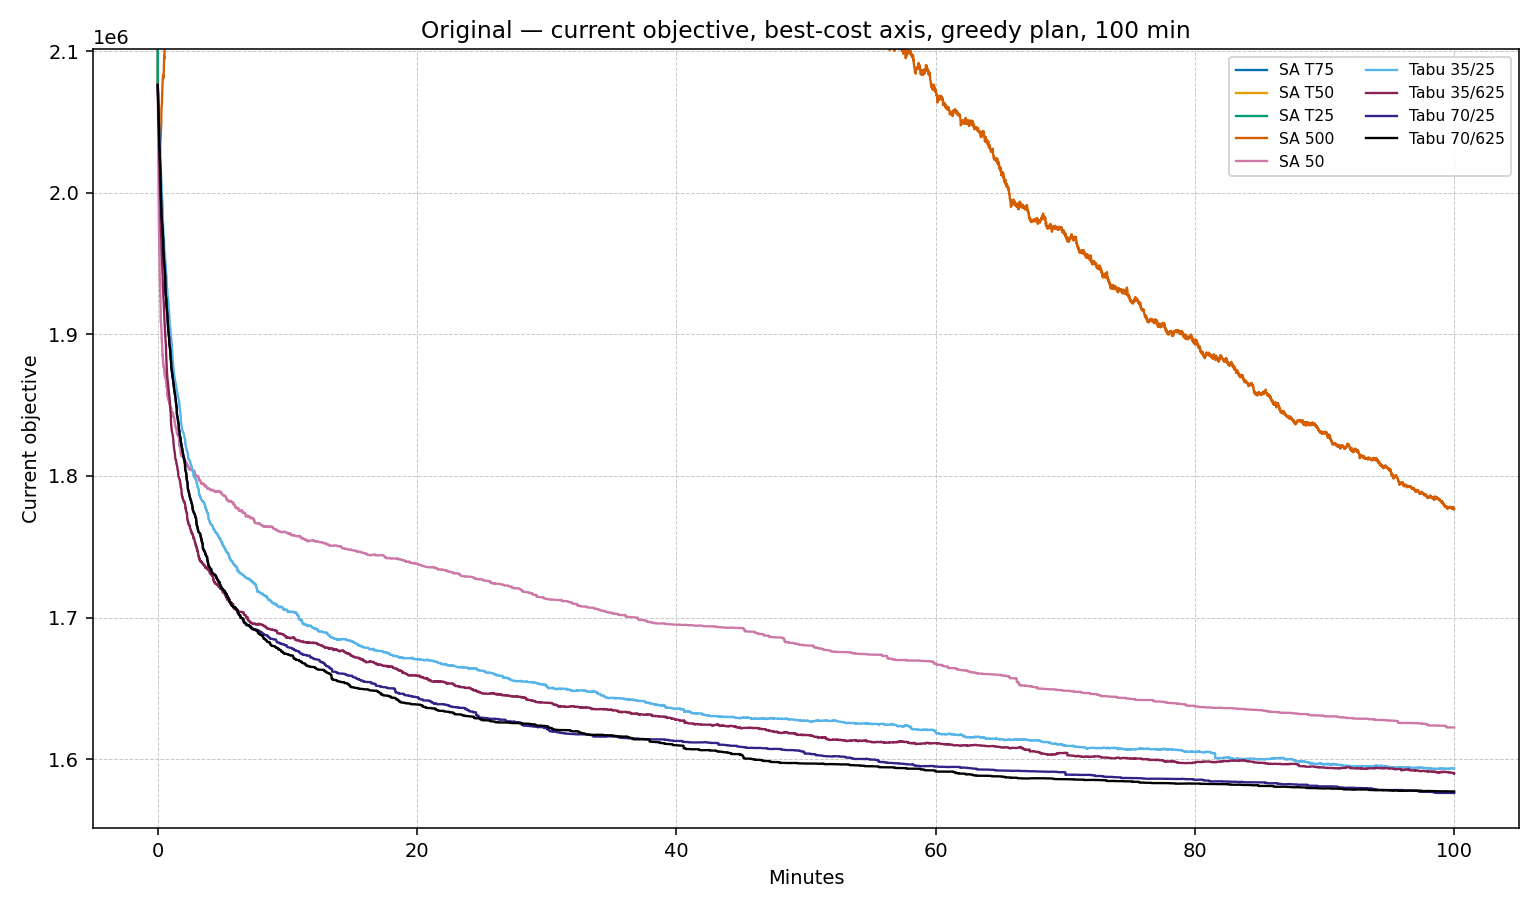 Original — current objective, best-cost axis, greedy plan, 100 min
1e6
2.1
2.0
1.9
1.8
1.7
1.6
Current objective
0
20
40
60
80
100
Minutes
SA T75
SA T50
SA T25
SA 500
SA 50
Tabu 35/25
Tabu 35/625
Tabu 70/25
Tabu 70/625